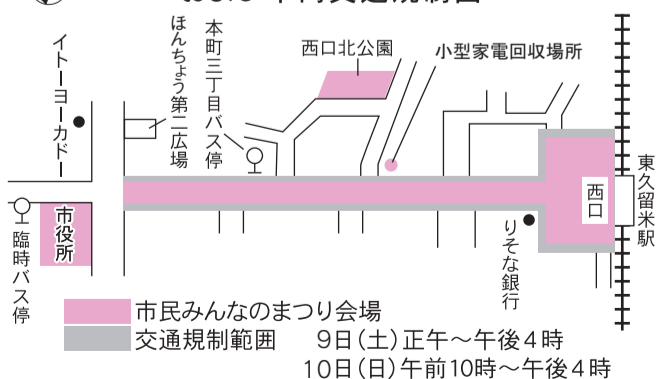 イトーヨーカドー
ほんちょう第二広場
本町三丁目バス停
西口北公園
小型家電回収場所
東久留米駅
西口
市役所
臨時バス停
りそな銀行
市民みんなのまつり会場
交通規制範囲 9日(土)正午〜午後4時
10日(日)午前10時〜午後4時